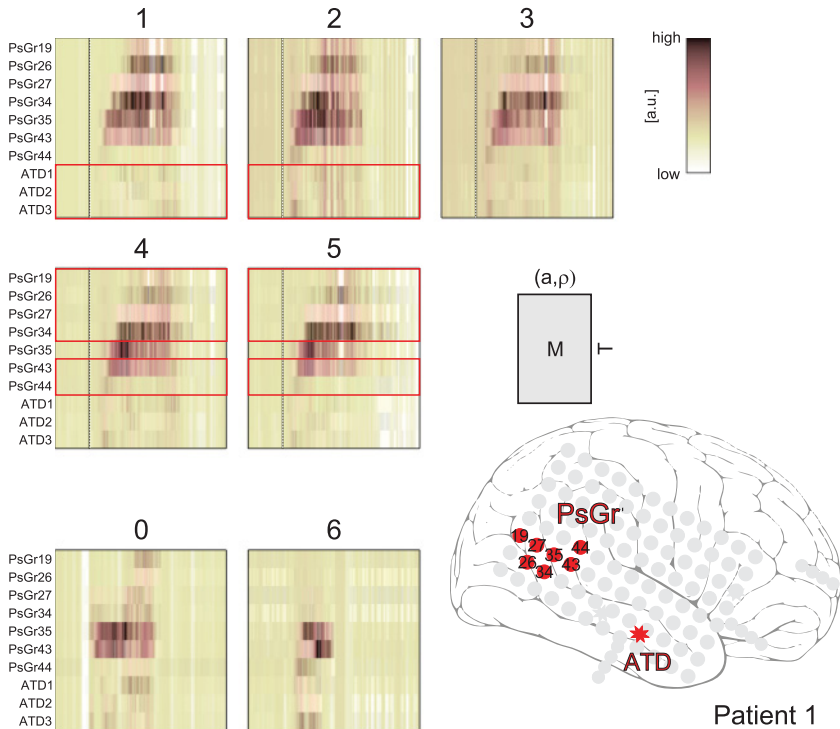 1
2
3
PsGr19
PsGr26
PsGr27
PsGr34
PsGr35
PsGr43
PsGr44
ATD1
ATD2
ATD3
high
[a.u.]
low
4
5
PsGr19
PsGr26
PsGr27
PsGr34
PsGr35
PsGr43
PsGr44
ATD1
ATD2
ATD3
(a,ρ)
M
T
0
6
PsGr19
PsGr26
PsGr27
PsGr34
PsGr35
PsGr43
PsGr44
ATD1
ATD2
ATD3
PsGr
19
27
35
44
26
34
43
ATD
Patient 1